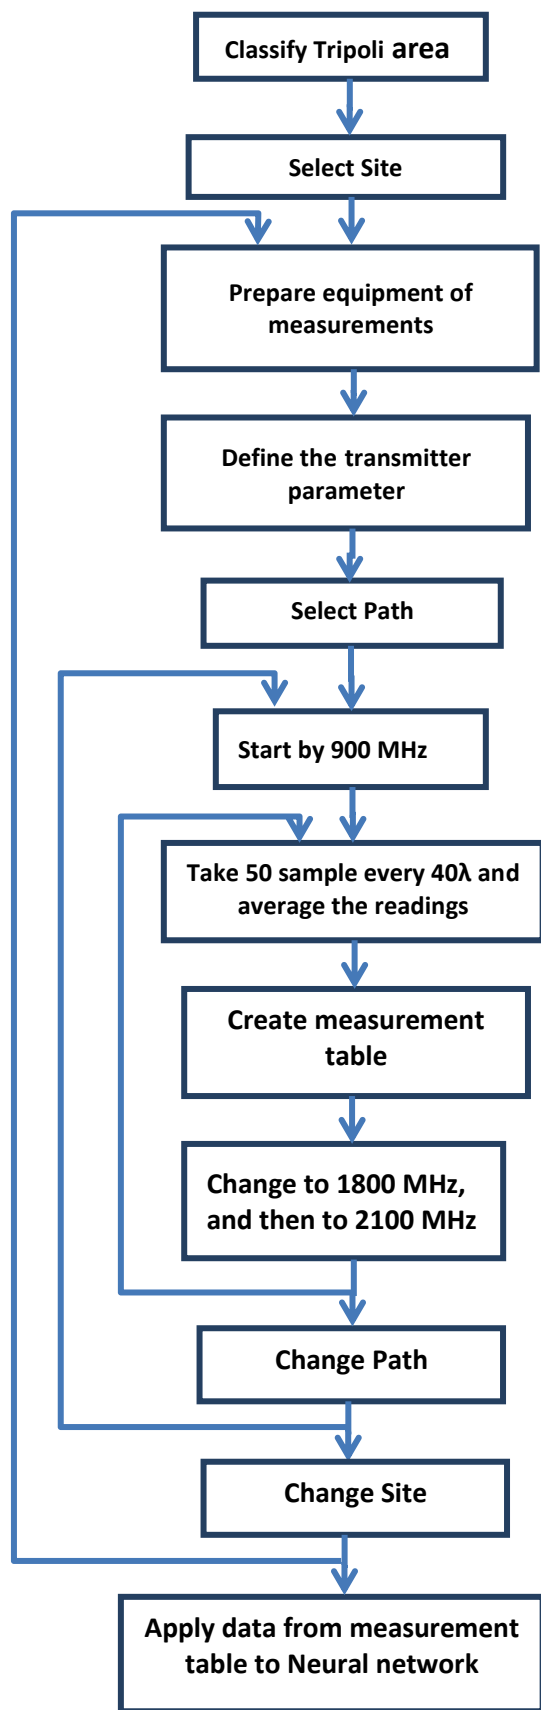 Classify Tripoli area
Select Site
Prepare equipment of
measurements
Define the transmitter
parameter
Select Path
Start by 900 MHz
Take 50 sample every 40λ and
average the readings
Create measurement
table
Change to 1800 MHz,
and then to 2100 MHz
Change Path
Change Site
Apply data from measurement
table to Neural network